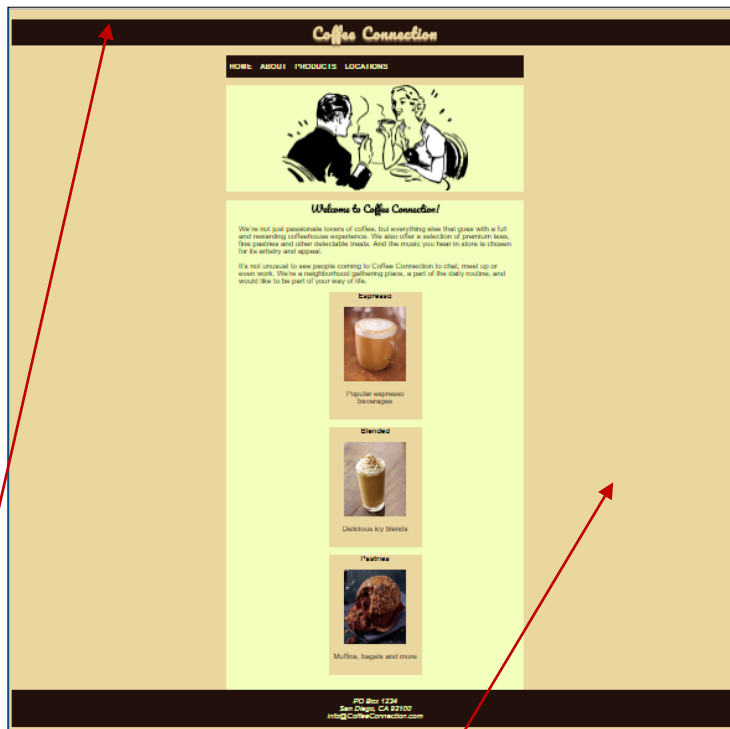 Coffee Connection
HOME ABOUT PRODUCTS LOCATIONS
Welcome to Coffee Connection!
We're not just passionate lovers of coffee, but everything else that goes with a full
and rewarding coffeehouse experience. We also offer a selection of premium teas,
fine pastries and other delectable treats. And the music you hear in store is chosen
for its artistry and appeal.
It's not unusual to see people coming to Coffee Connection to chat, meet up or
even work. We're a neighborhood gathering place, a part of the daily routine, and
would like to be part of your way of life.
Espresso
Popular espresso
beverages
Blended
Delicious icy blends
Pastries
Muffins, bagels and more
PO Box 1234
San Diego, CA 92100
info@CoffeeConnection.com